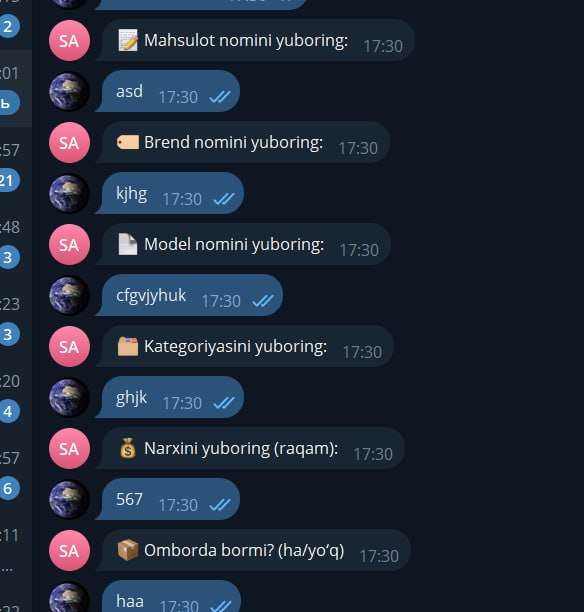 2
17:30
SA
📝 Mahsulot nomini yuboring: 17:30
:01
asd 17:30
ь
SA
🏷️ Brend nomini yuboring: 17:30
:57
21
kjhg 17:30
:48
SA
📄 Model nomini yuboring: 17:30
3
cfgvjyhuk 17:30
:23
3
SA
🗂️ Kategoriyasini yuboring: 17:30
:20
ghjk 17:30
4
SA
💰 Narxini yuboring (raqam): 17:30
:57
6
567 17:30
:11
SA
📦 Omborda bormi? (ha/yo‘q) 17:30
...
haa 17:30